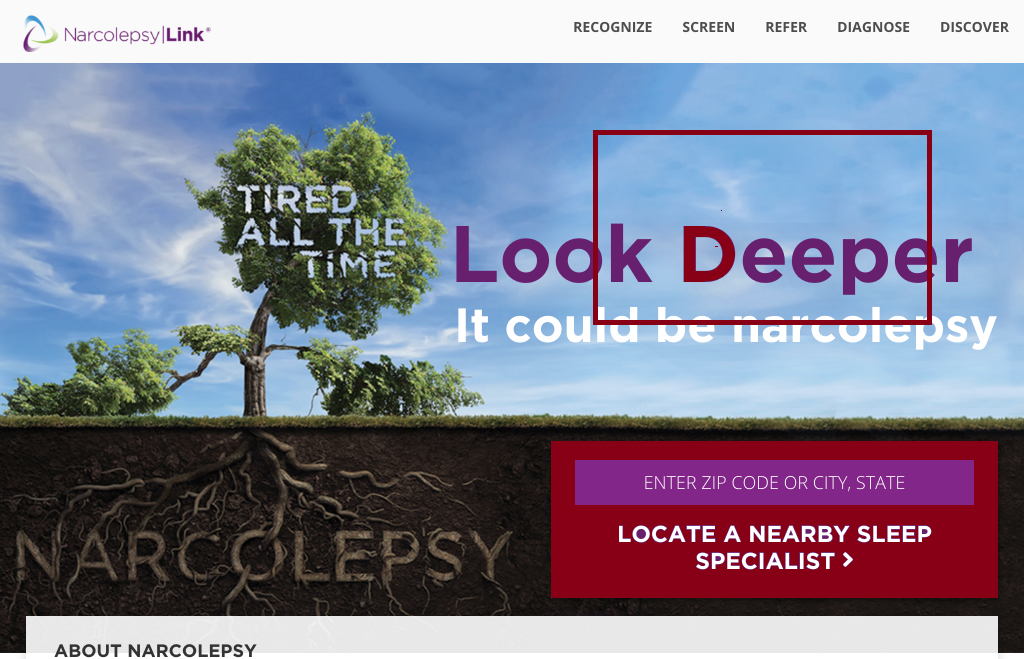 Narcolepsy|Link®
RECOGNIZE SCREEN REFER DIAGNOSE DISCOVER
TIRED
ALL THE
TIME
Look Deeper
It could be narcolepsy
ENTER ZIP CODE OR CITY, STATE
LOCATE A NEARBY SLEEP
SPECIALIST >
NARCOLEPSY
ABOUT NARCOLEPSY